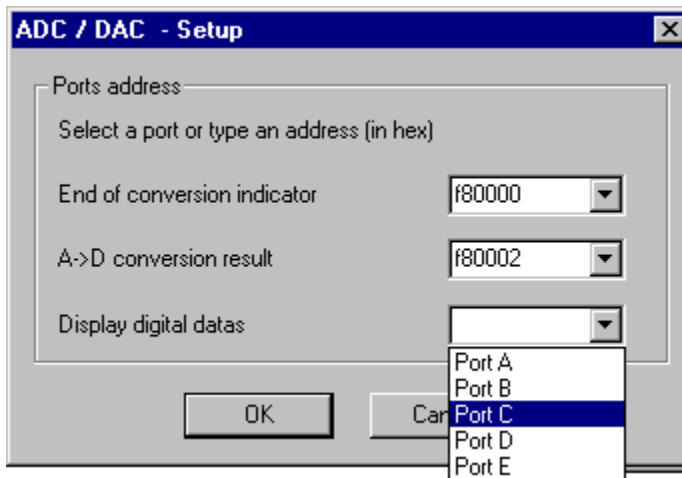 ADC / DAC - Setup
Ports address
Select a port or type an address (in hex)
End of conversion indicator f80000
A->D conversion result f80002
Display digital datas
Port A
Port B
OK Can Port C
Port D
Port E